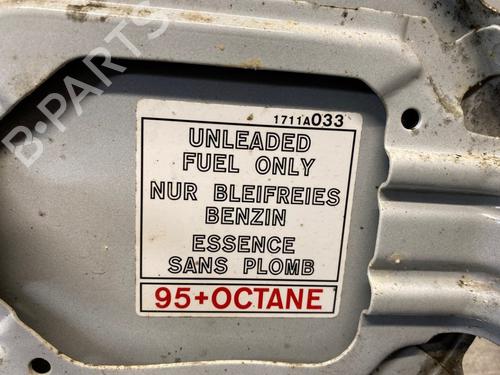 B-PARTS
1711A033
UNLEADED
FUEL ONLY
NUR BLEIFREIES
BENZIN
ESSENCE
SANS PLOMB
95+OCTANE